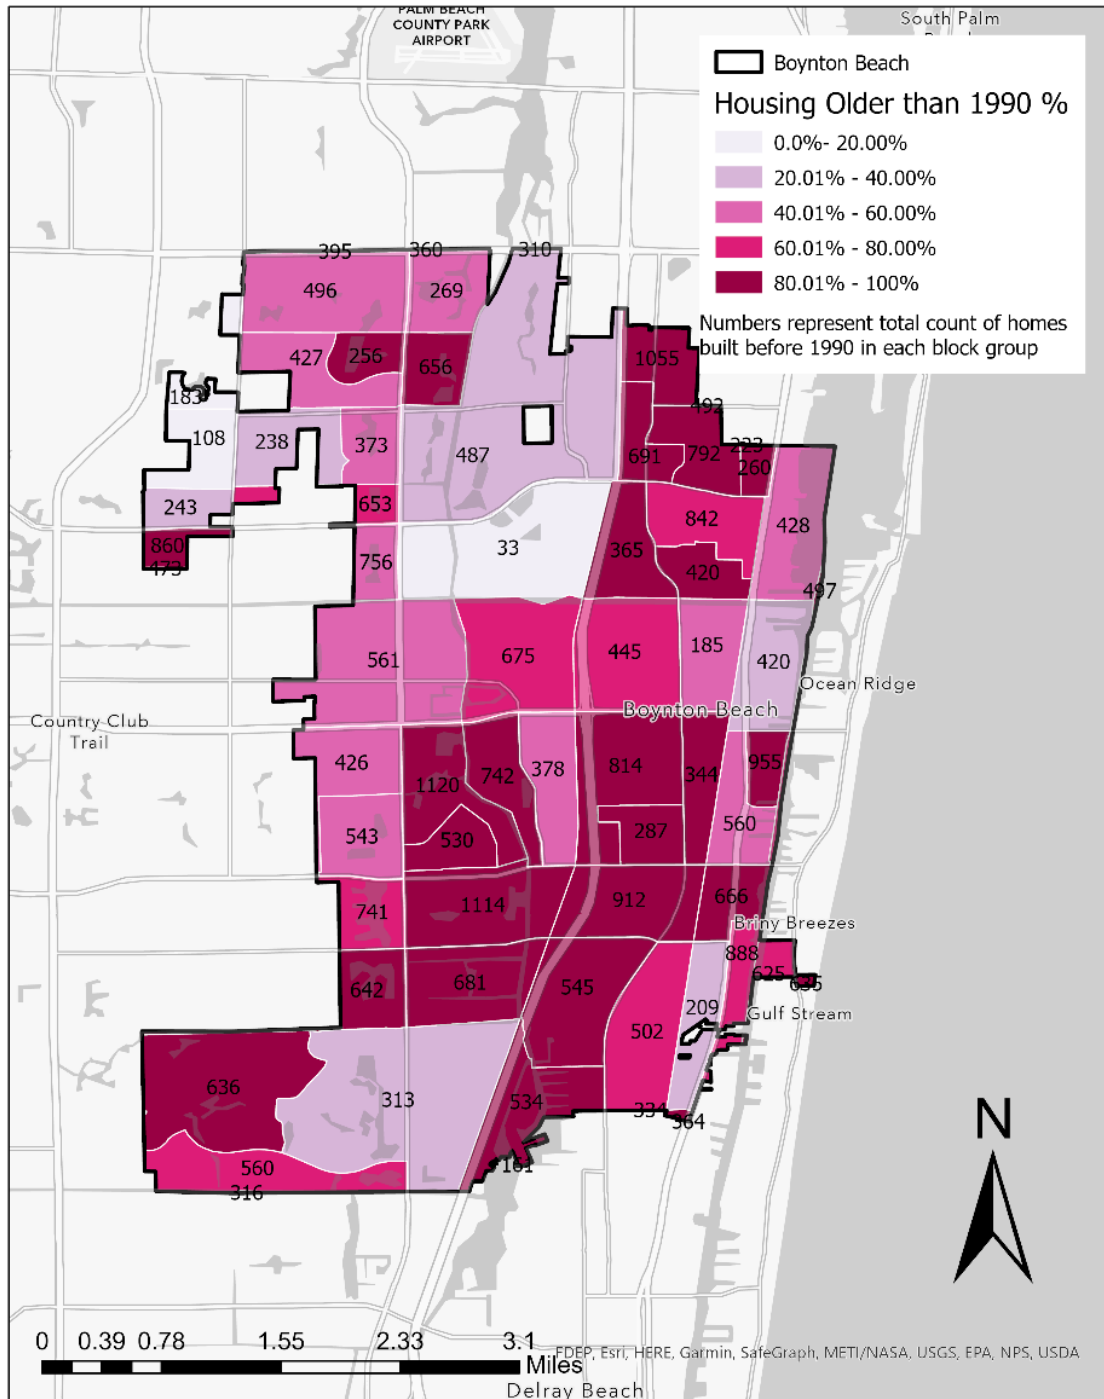 PALM BEACH
COUNTY PARK
AIRPORT
South Palm
Boynton Beach
Housing Older than 1990 %
0.0%- 20.00%
20.01% - 40.00%
40.01% - 60.00%
60.01% - 80.00%
80.01% - 100%
Numbers represent total count of homes
built before 1990 in each block group
395 360 310
496 269
427 256 656 1055
183 492
108 238 373 487 691 792 223
260
243 653 842 428
860 756 33 365 420
473 497
561 675 445 185 420
Ocean Ridge
Country Club
Trail
Boynton Beach
426 1120 742 378 814 344 955
543 530 287 560
741 1114 912 666
Briny Breezes
888
642 681 545 625 635
209
Gulf Stream
502
636 313 534 334
364
560 161
316
N
0 0.39 0.78 1.55 2.33 3.1
Miles
FDEP, Esri, HERE, Garmin, SafeGraph, METI/NASA, USGS, EPA, NPS, USDA
Delray Beach